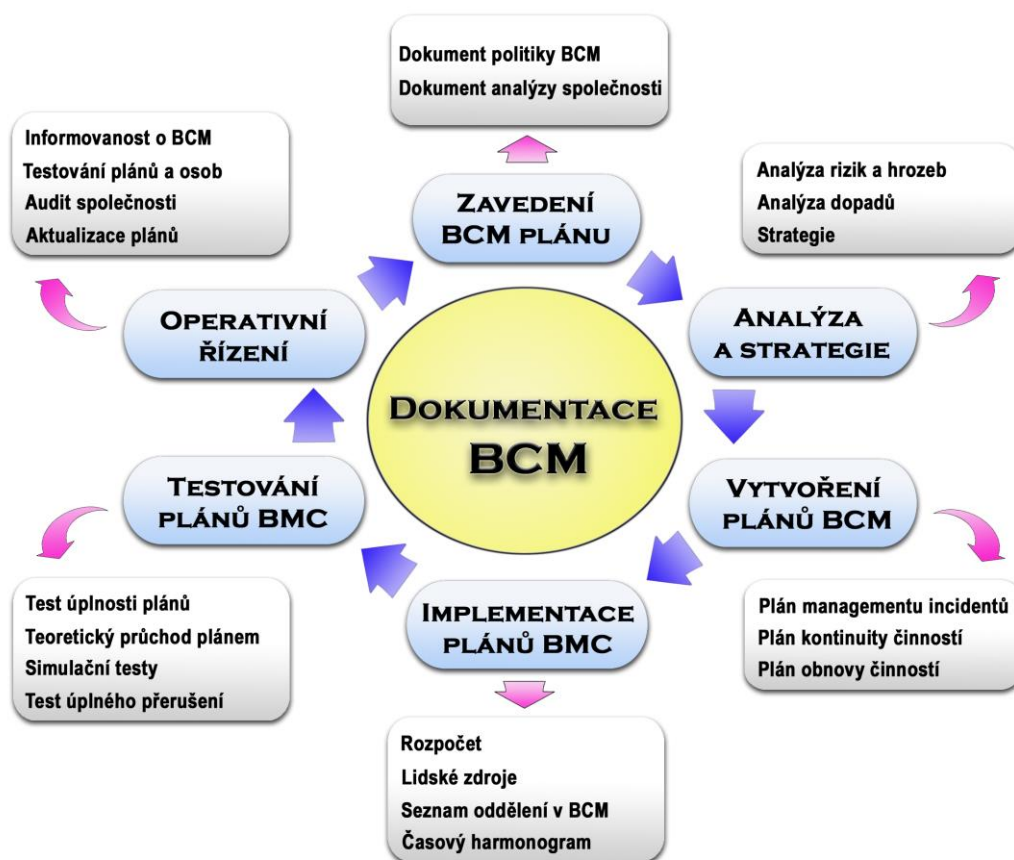 Dokument politiky BCM
Dokument analýzy společnosti
Informovanost o BCM
Testování plánů a osob
Audit společnosti
Aktualizace plánů
Analýza rizik a hrozeb
Analýza dopadů
Strategie
ZAVEDENÍ
BCM PLÁNU
OPERATIVNÍ
ŘÍZENÍ
ANALÝZA
A STRATEGIE
DOKUMENTACE
BCM
TESTOVÁNÍ
PLÁNŮ BMC
VYTVOŘENÍ
PLÁNŮ BCM
IMPLEMENTACE
PLÁNŮ BMC
Test úplnosti plánů
Teoretický průchod plánem
Simulační testy
Test úplného přerušení
Plán managementu incidentů
Plán kontinuity činností
Plán obnovy činností
Rozpočet
Lidské zdroje
Seznam oddělení v BCM
Časový harmonogram